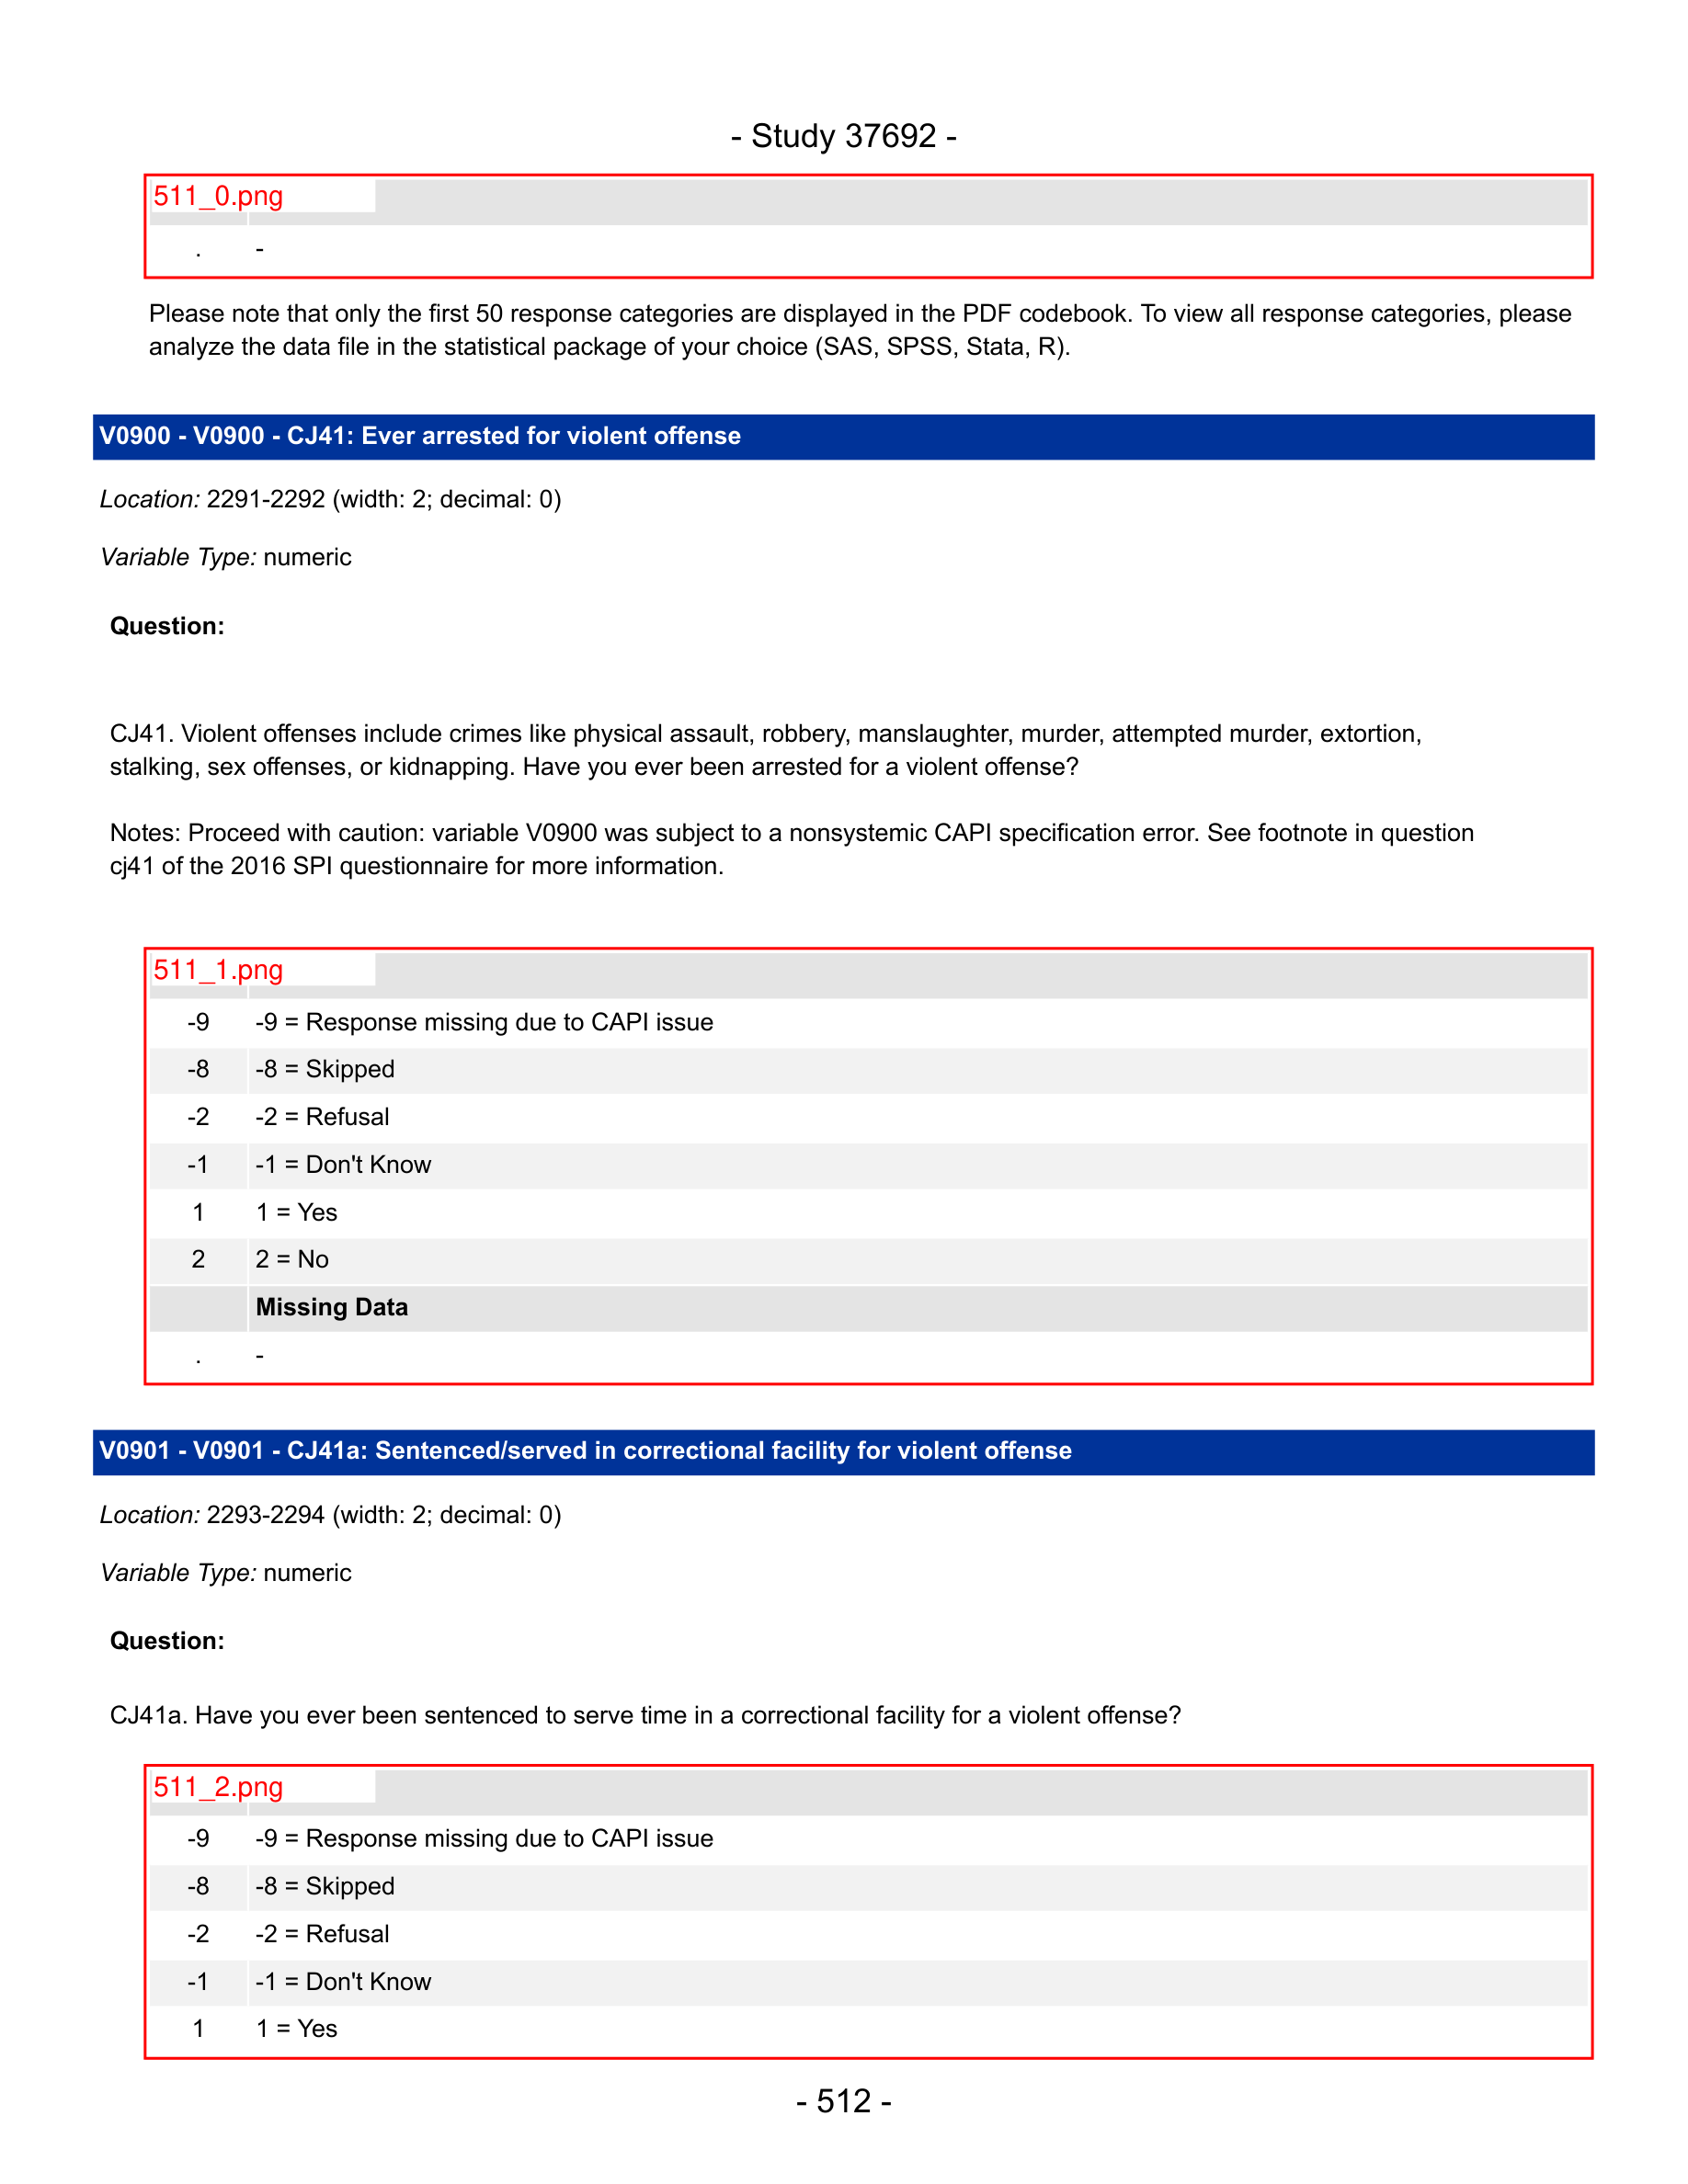 - Study 37692 -
511_0.png
. -
Please note that only the first 50 response categories are displayed in the PDF codebook. To view all response categories, please
analyze the data file in the statistical package of your choice (SAS, SPSS, Stata, R).
V0900 - V0900 - CJ41: Ever arrested for violent offense
Location: 2291-2292 (width: 2; decimal: 0)
Variable Type: numeric
Question:
CJ41. Violent offenses include crimes like physical assault, robbery, manslaughter, murder, attempted murder, extortion,
stalking, sex offenses, or kidnapping. Have you ever been arrested for a violent offense?
Notes: Proceed with caution: variable V0900 was subject to a nonsystemic CAPI specification error. See footnote in question
cj41 of the 2016 SPI questionnaire for more information.
511_1.png
-9 -9 = Response missing due to CAPI issue
-8 -8 = Skipped
-2 -2 = Refusal
-1 -1 = Don't Know
1 1 = Yes
2 2 = No
Missing Data
. -
V0901 - V0901 - CJ41a: Sentenced/served in correctional facility for violent offense
Location: 2293-2294 (width: 2; decimal: 0)
Variable Type: numeric
Question:
CJ41a. Have you ever been sentenced to serve time in a correctional facility for a violent offense?
511_2.png
-9 -9 = Response missing due to CAPI issue
-8 -8 = Skipped
-2 -2 = Refusal
-1 -1 = Don't Know
1 1 = Yes
- 512 -